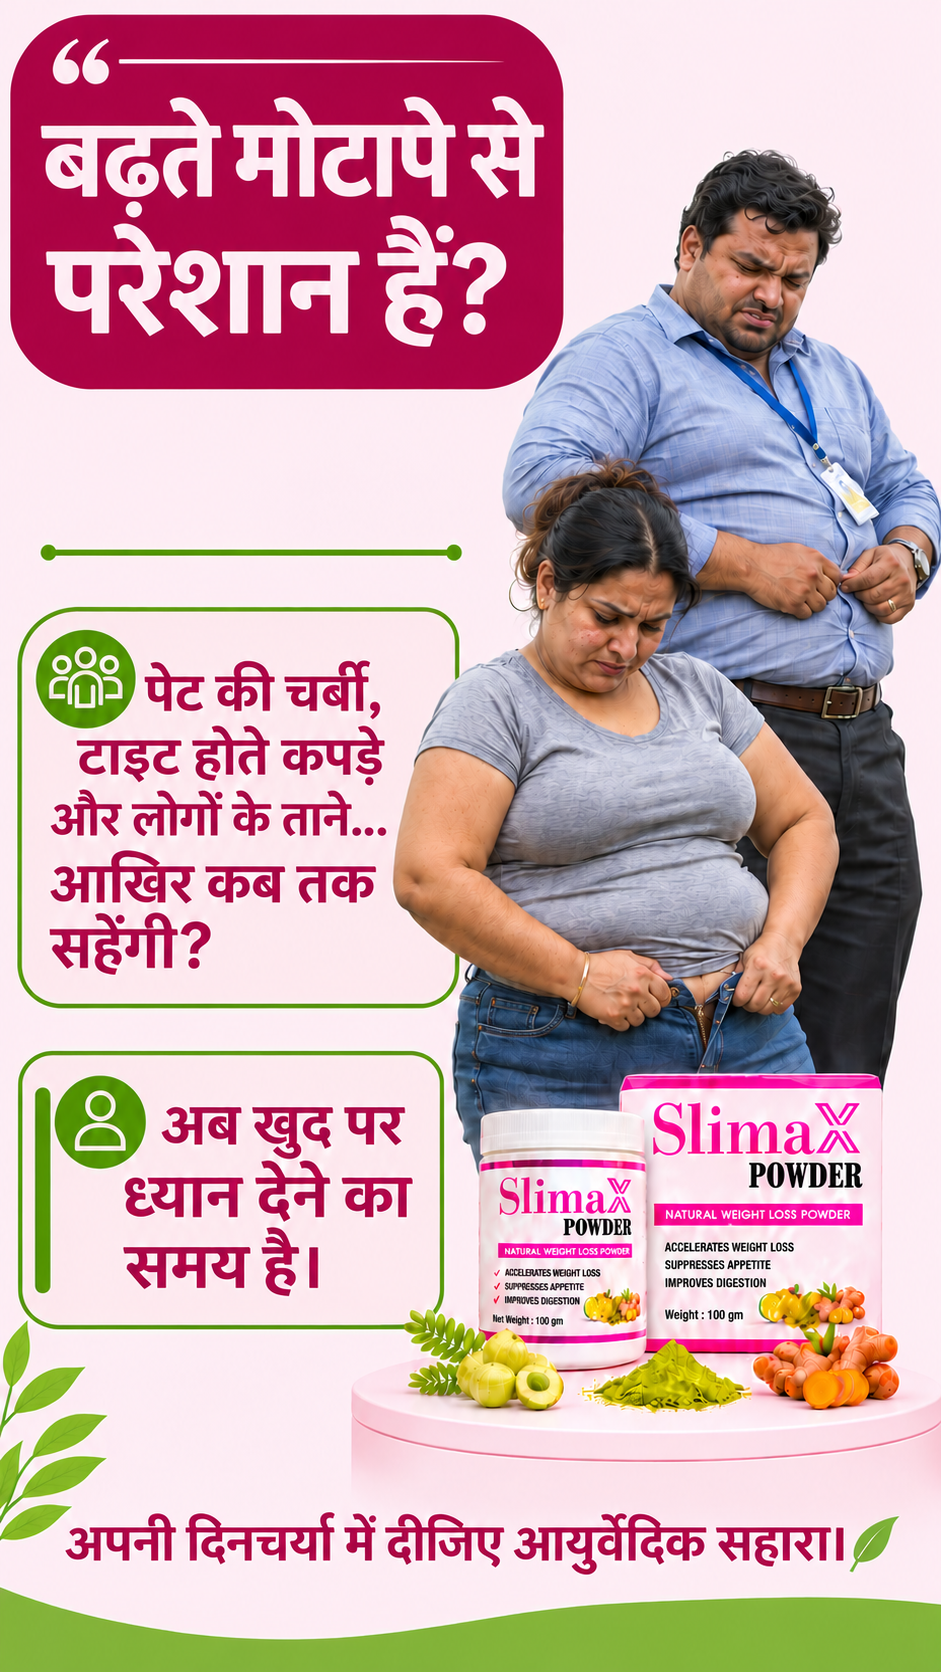 “
बढ़ते मोटापे से
परेशान हैं?
पेट की चर्बी,
टाइट होते कपड़े
और लोगों के ताने...
आखिर कब तक
सहेंगी?
अब खुद पर
ध्यान देने का
समय है।
SlimaX
POWDER
NATURAL WEIGHT LOSS POWDER
✓ ACCELERATES WEIGHT LOSS
✓ SUPPRESSES APPETITE
✓ IMPROVES DIGESTION
Net Weight : 100 gm
SlimaX
POWDER
NATURAL WEIGHT LOSS POWDER
ACCELERATES WEIGHT LOSS
SUPPRESSES APPETITE
IMPROVES DIGESTION
Weight : 100 gm
अपनी दिनचर्या में दीजिए आयुर्वेदिक सहारा।